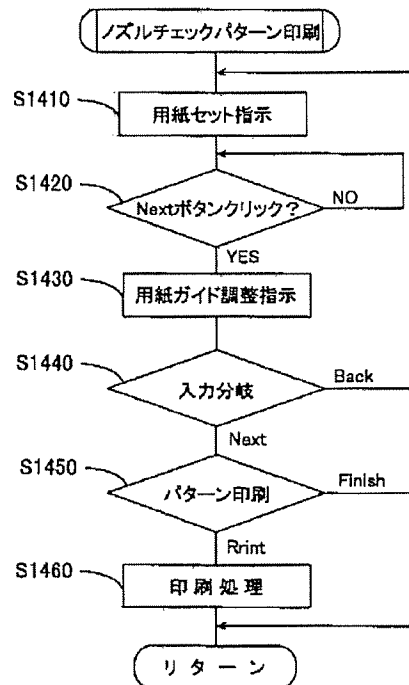 ノズルチェックパターン印刷
S1410
用紙セット指示
S1420
Nextボタンクリック?
NO
YES
S1430
用紙ガイド調整指示
S1440
入力分岐
Back
Next
S1450
パターン印刷
Finish
Rrint
S1460
印刷処理
リターン